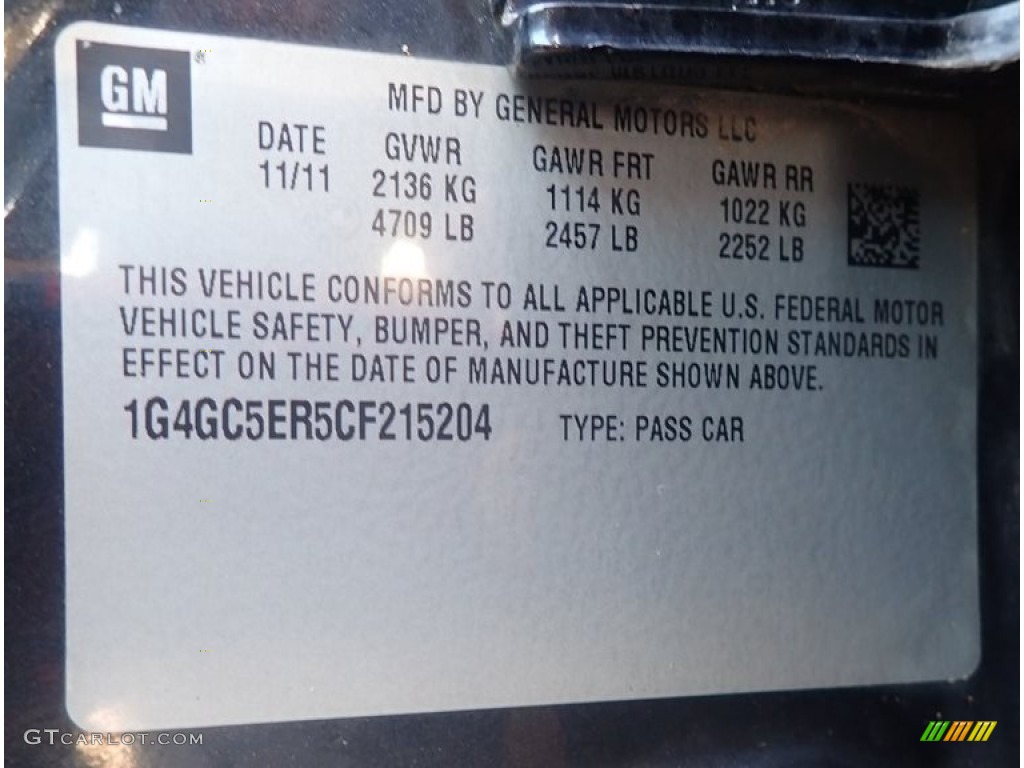 GM®
MFD BY GENERAL MOTORS LLC
DATE GVWR GAWR FRT GAWR RR
11/11 2136 KG 1114 KG 1022 KG
4709 LB 2457 LB 2252 LB
THIS VEHICLE CONFORMS TO ALL APPLICABLE U.S. FEDERAL MOTOR
VEHICLE SAFETY, BUMPER, AND THEFT PREVENTION STANDARDS IN
EFFECT ON THE DATE OF MANUFACTURE SHOWN ABOVE.
1G4GC5ER5CF215204 TYPE: PASS CAR
GTCARLOT.COM